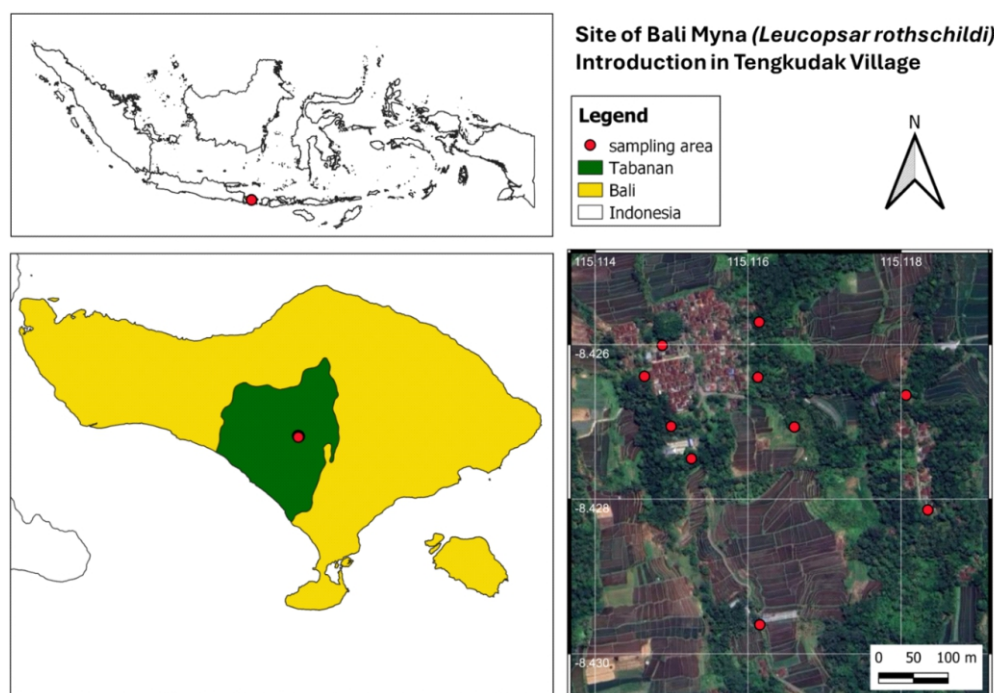 Site of Bali Myna (Leucopsar rothschildi)
Introduction in Tengkudak Village
Legend
sampling area
Tabanan
Bali
Indonesia
N
115.114
115.116
115.118
-8.426
-8.428
-8.430
0 50 100 m